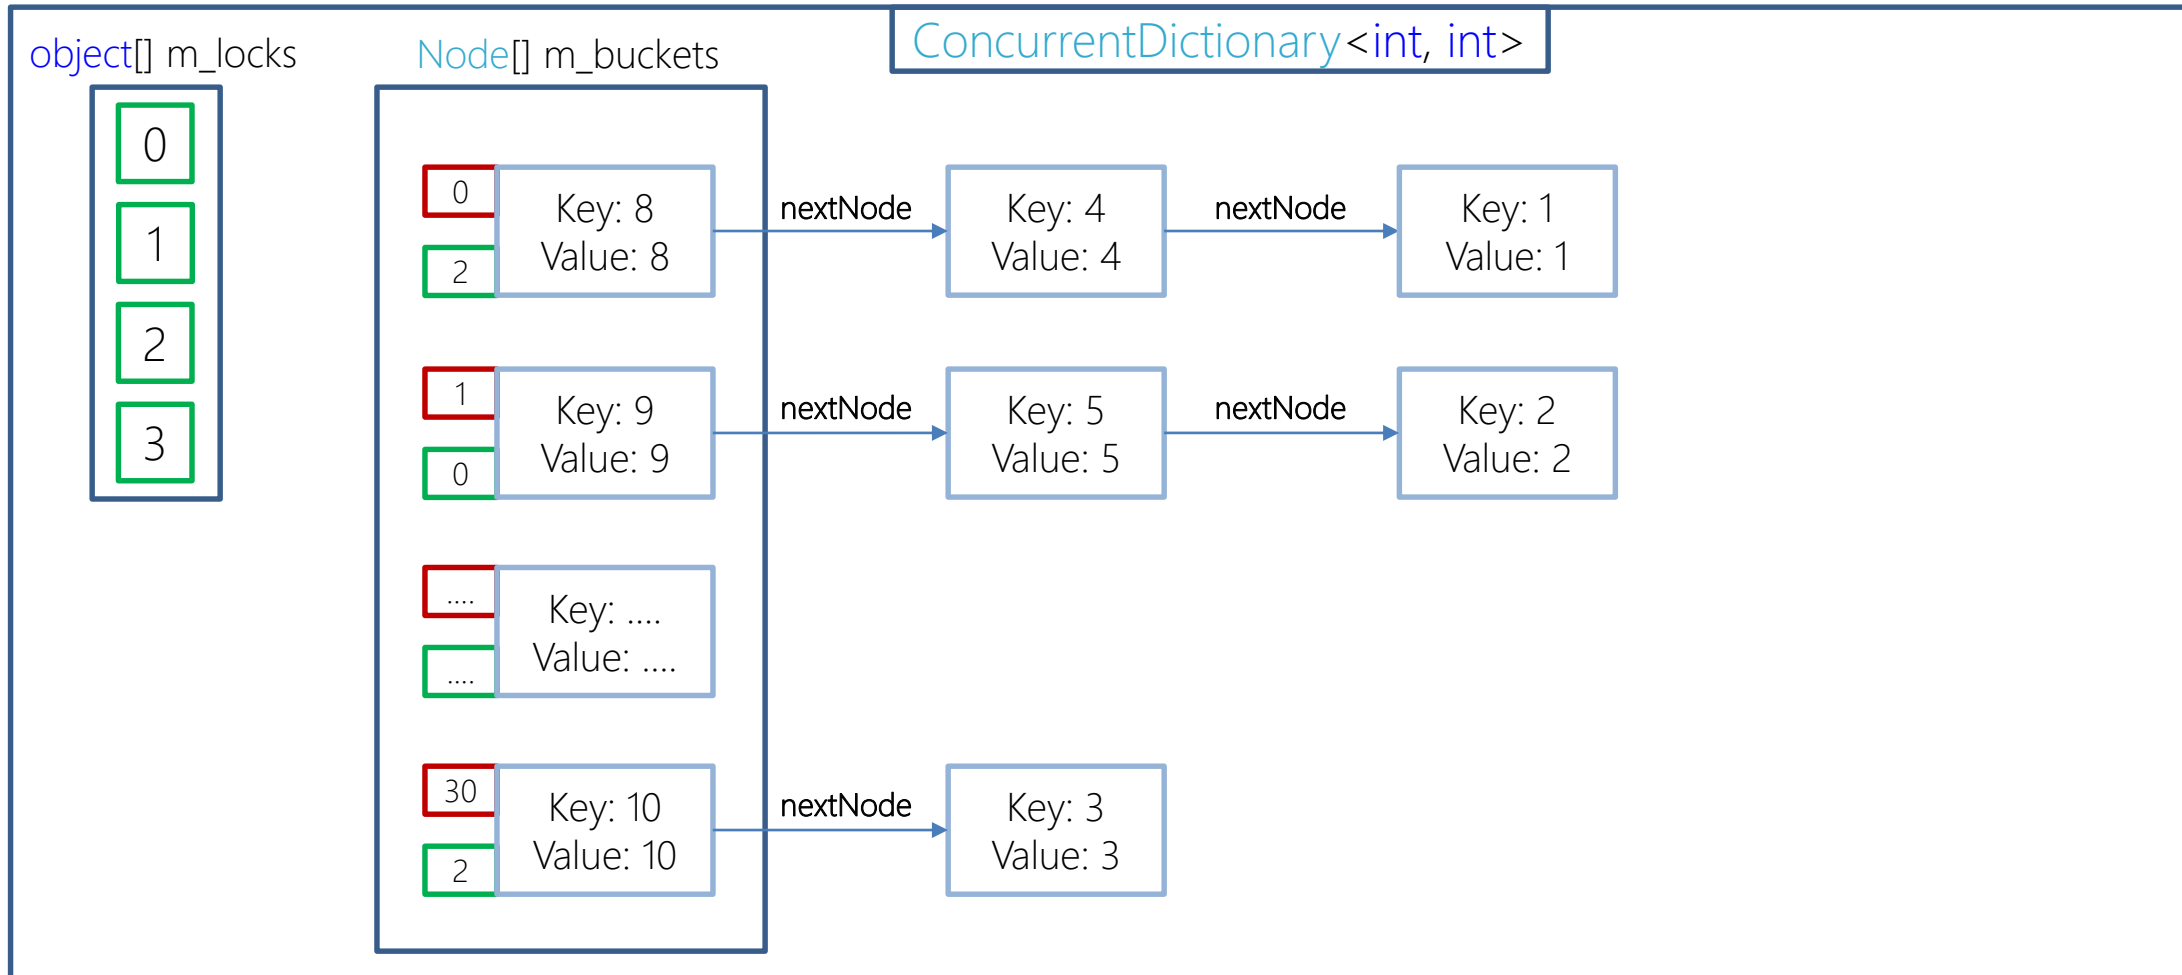 ConcurrentDictionary<int, int>
object[] m_locks
0
1
2
3
Node[] m_buckets
0
2
Key: 8
Value: 8
nextNode
Key: 4
Value: 4
nextNode
Key: 1
Value: 1
1
0
Key: 9
Value: 9
nextNode
Key: 5
Value: 5
nextNode
Key: 2
Value: 2
....
....
Key: ....
Value: ....
30
2
Key: 10
Value: 10
nextNode
Key: 3
Value: 3